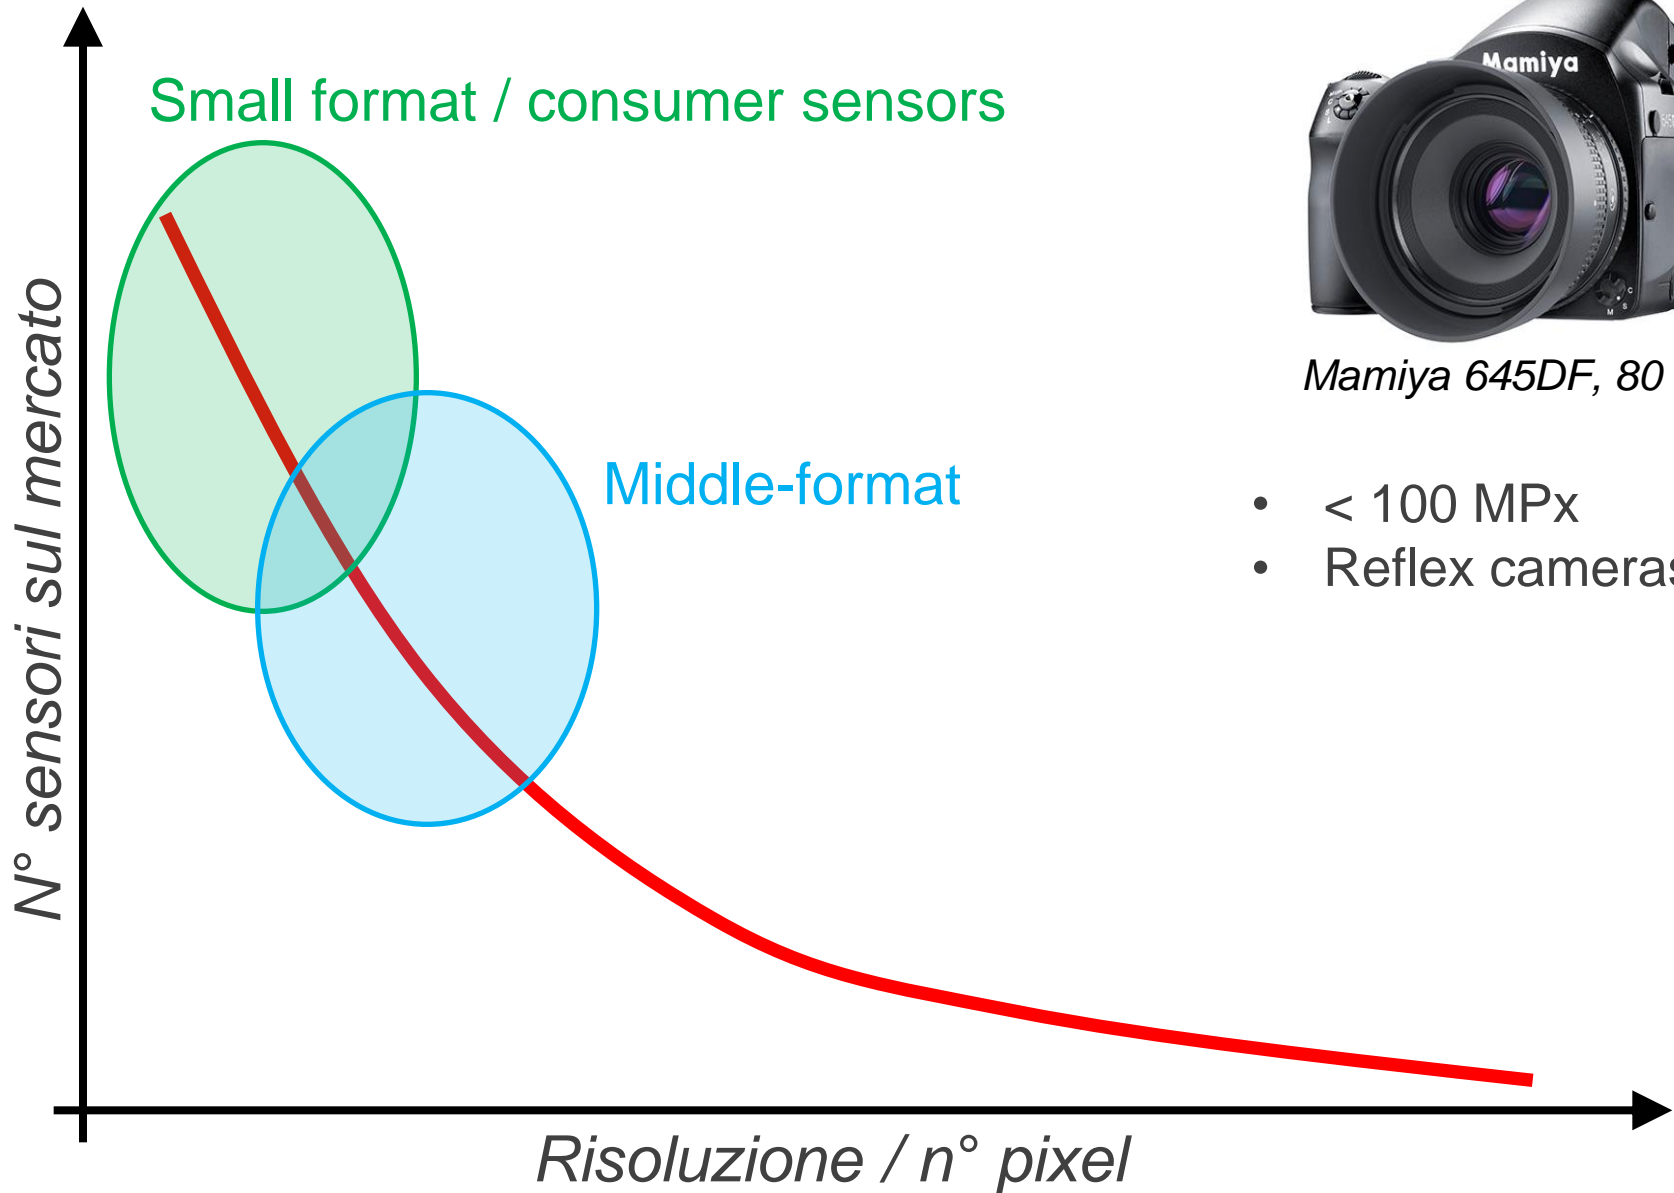 Small format / consumer sensors
Mamiya
Mamiya 645DF, 80
Middle-format
• < 100 MPx
• Reflex cameras
N° sensori sul mercato
Risoluzione / n° pixel